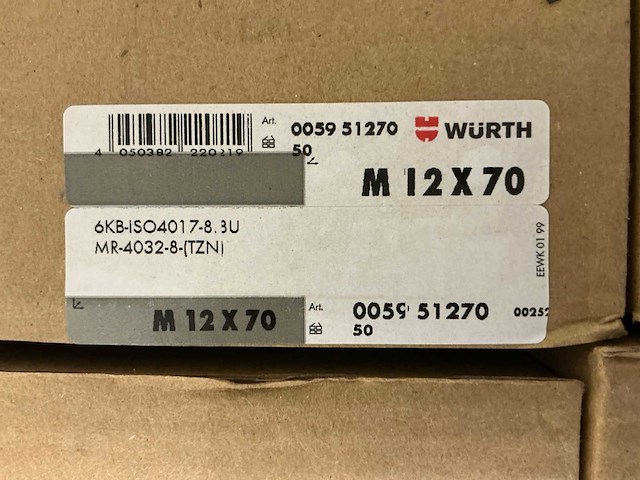 Art. 0059 51270 WÜRTH
4 050382 220219 50
M 12 X 70
6KB-ISO4017-8.8U
MR-4032-8-(TZN)
EEWK 01 99
M 12 X 70
Art. 0059 51270 00252
50